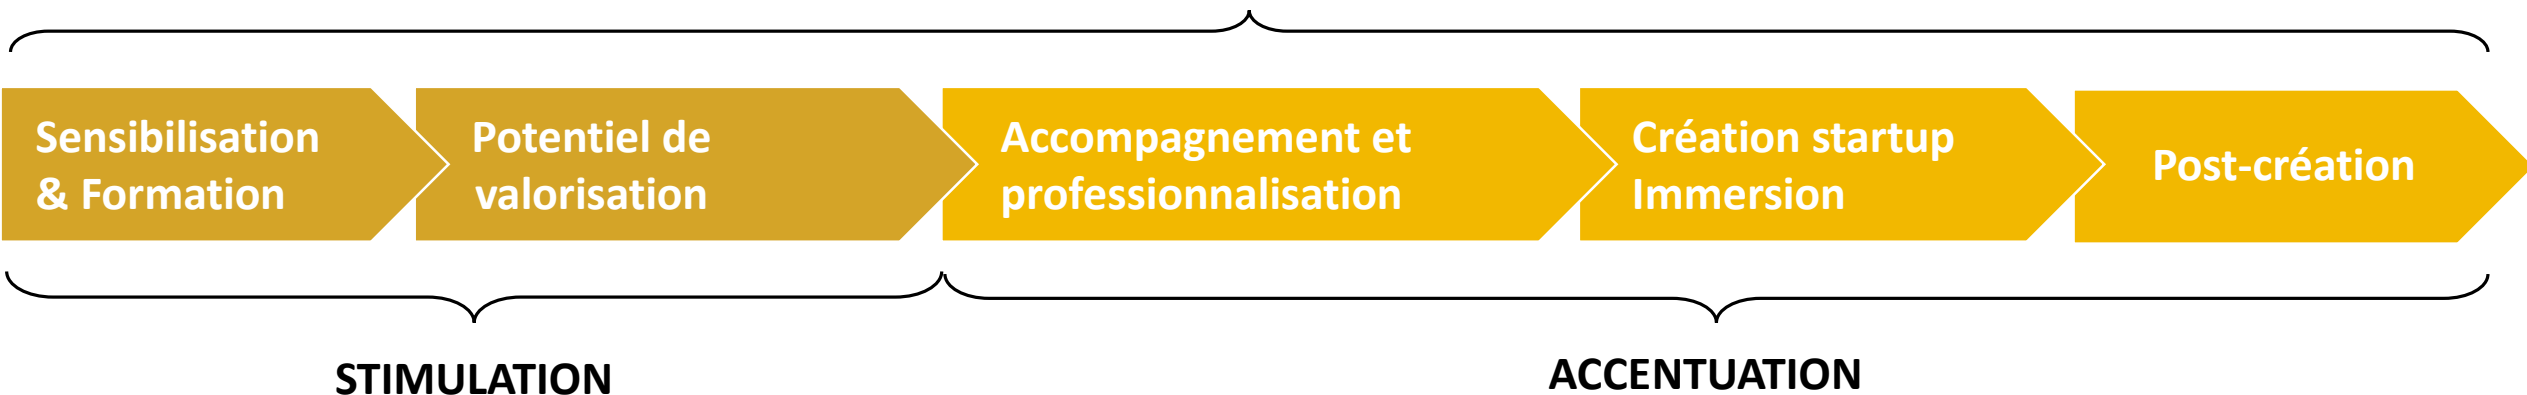 Sensibilisation
& Formation
Potentiel de
valorisation
Accompagnement et
professionnalisation
Création startup
Immersion
Post-création
STIMULATION
ACCENTUATION